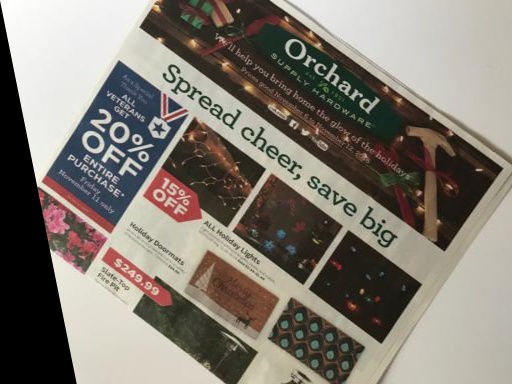 Orchard
SUPPLY HARDWARE
We'll help you bring home the glow of the holidays.
Spread cheer, save big
As a Special
Thank You
ALL
VETERANS
GET
20%
OFF
ENTIRE
PURCHASE*
Friday
November 11 only
15%
OFF
ALL Holiday Lights
Holiday Doormats
$249.99
Slate-Top
Fire Pit
Merry
Christmas